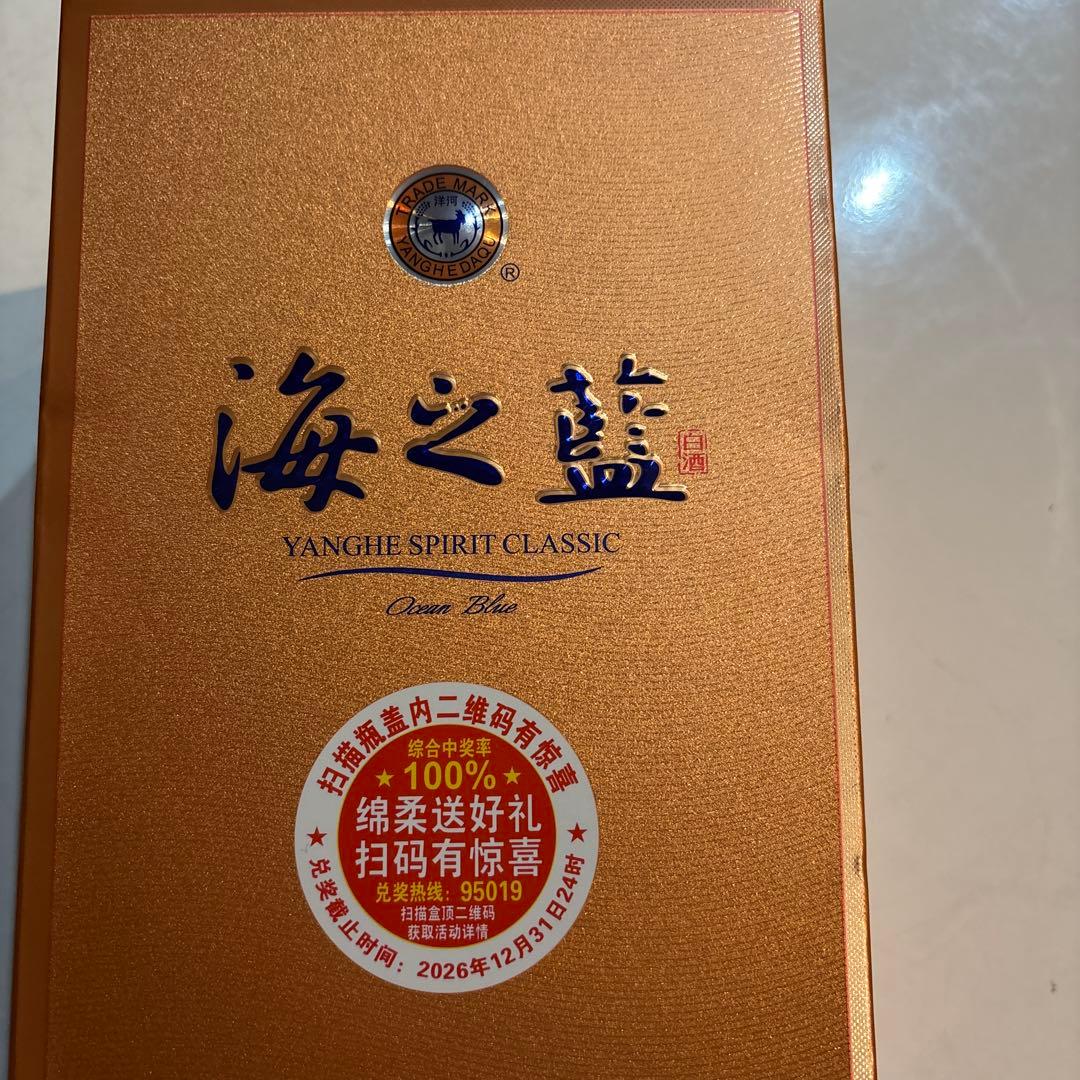 TRADE MARK
洋河
YANGHEDAQU
®
海之藍
白酒
YANGHE SPIRIT CLASSIC
Ocean Blue
扫描瓶盖内二维码有惊喜
综合中奖率
★ 100% ★
绵柔送好礼
扫码有惊喜
兑奖热线：95019
扫描盒顶二维码
获取活动详情
★ 兑奖截止时间：2026年12月31日24时 ★